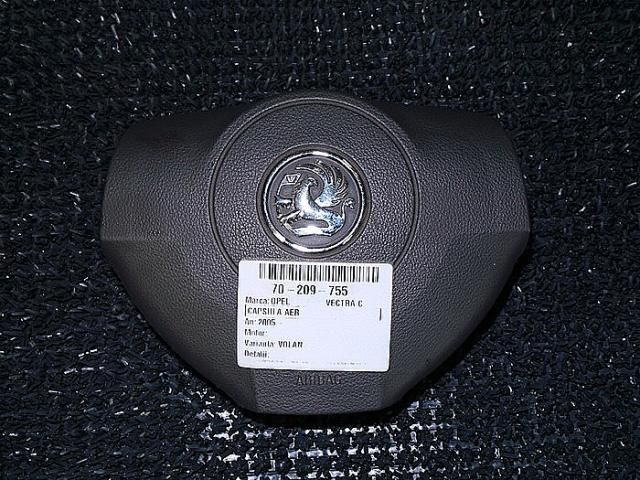 70-209-755
Marca: OPEL VECTRA C
CAPSULA AER
An: 2005-
Motor:
Varianta: VOLAN
Detalii:
AIRBAG